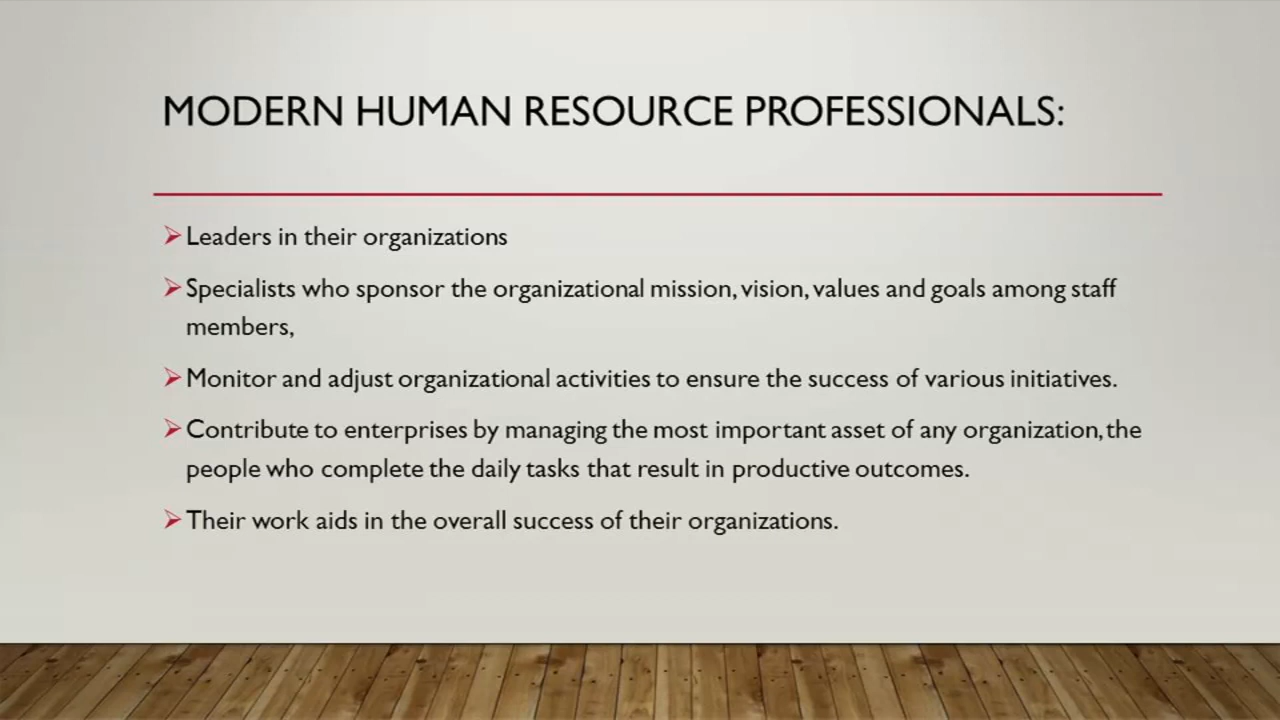 MODERN HUMAN RESOURCE PROFESSIONALS:
Leaders in their organizations
Specialists who sponsor the organizational mission, vision, values and goals among staff
members,
Monitor and adjust organizational activities to ensure the success of various initiatives.
Contribute to enterprises by managing the most important asset of any organization, the
people who complete the daily tasks that result in productive outcomes.
Their work aids in the overall success of their organizations.